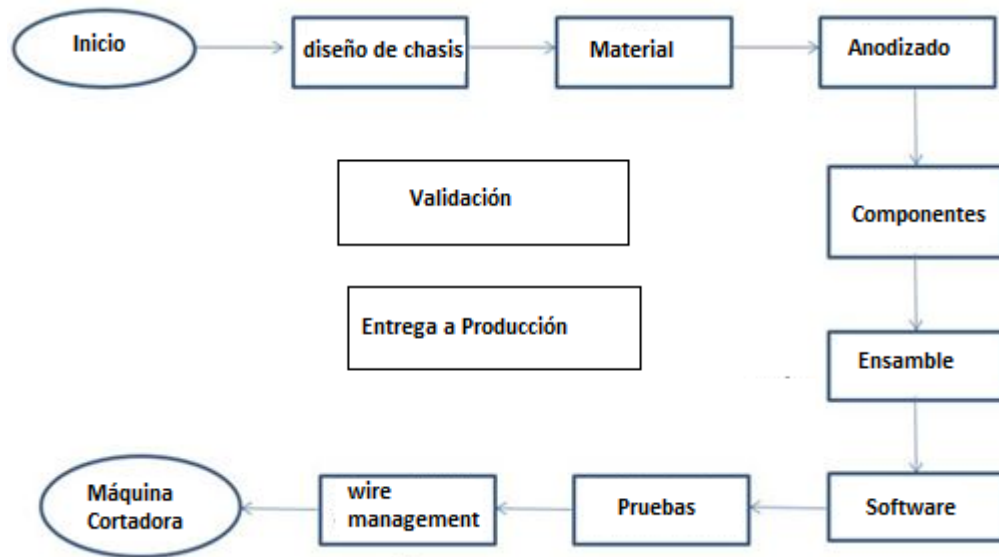 Inicio
diseño de chasis
Material
Anodizado
Validación
Componentes
Entrega a Producción
Ensamble
Máquina
Cortadora
wire
management
Pruebas
Software